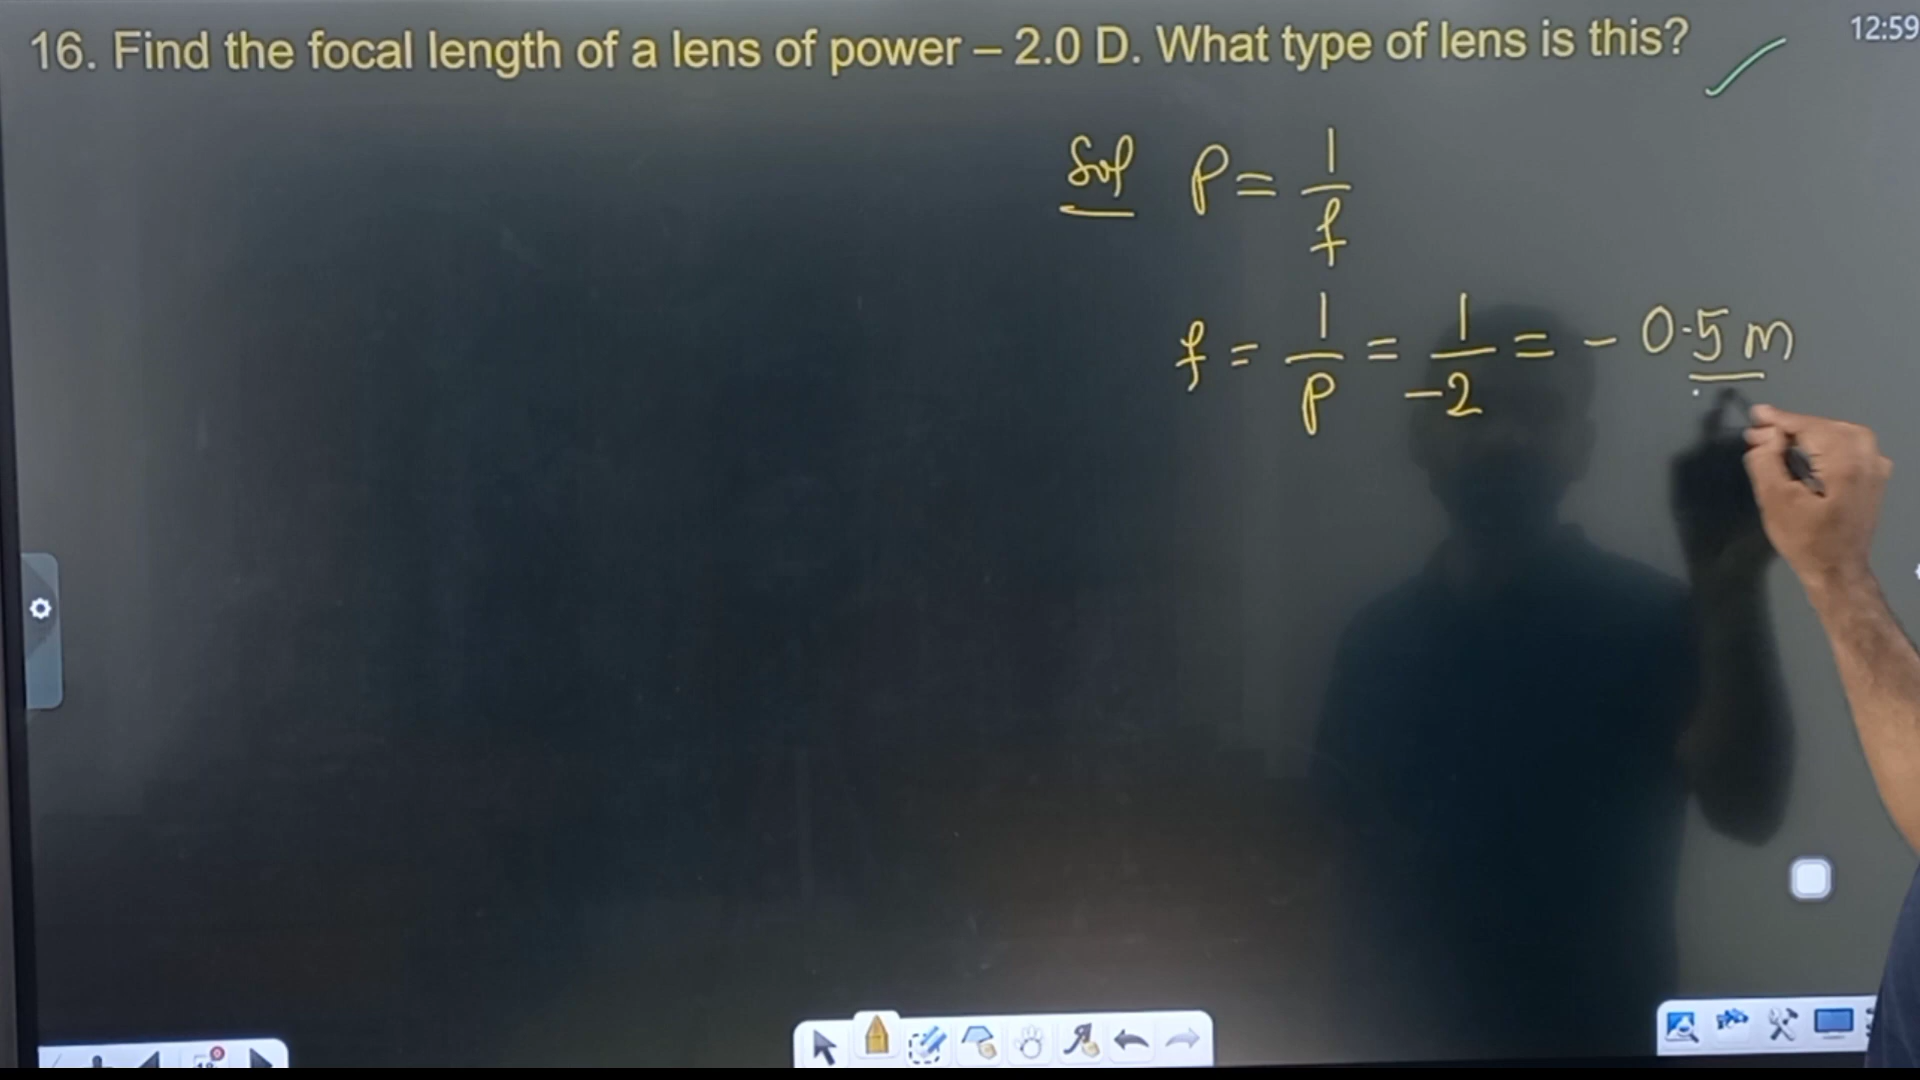 16. Find the focal length of a lens of power – 2.0 D. What type of lens is this?
12:59
Sol P = 1/f
f = 1/P = 1/-2 = - 0.5 m